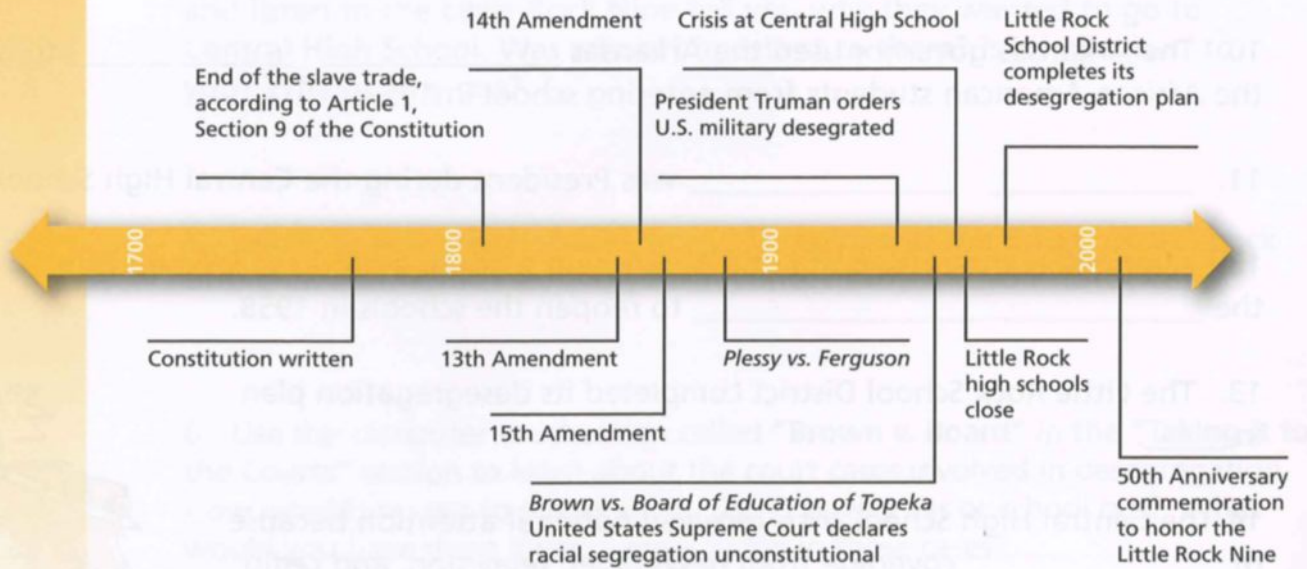 14th Amendment
Crisis at Central High School
Little Rock
School District
completes its
desegregation plan
End of the slave trade,
according to Article 1,
Section 9 of the Constitution
President Truman orders
U.S. military desegrated
1700
1800
1900
2000
Constitution written
13th Amendment
Plessy vs. Ferguson
Little Rock
high schools
close
15th Amendment
Brown vs. Board of Education of Topeka
United States Supreme Court declares
racial segregation unconstitutional
50th Anniversary
commemoration
to honor the
Little Rock Nine